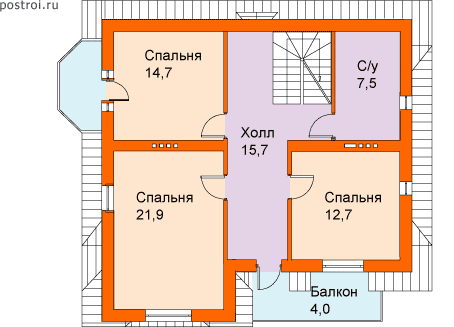 postroi.ru
Спальня
14,7
С/у
7,5
Холл
15,7
Спальня
21,9
Спальня
12,7
Балкон
4,0